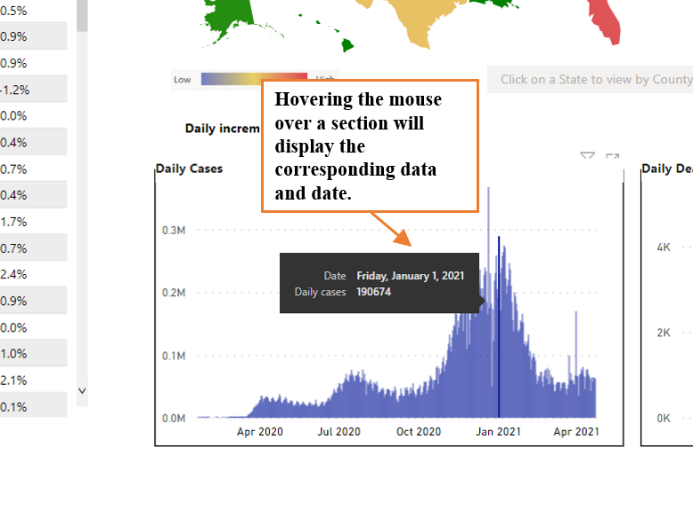 0.5%
0.9%
0.9%
-1.2%
0.0%
0.4%
0.7%
0.4%
1.7%
0.7%
2.4%
0.9%
0.0%
1.0%
2.1%
0.1%
Low
Click on a State to view by County
Hovering the mouse
over a section will
display the
corresponding data
and date.
Daily increm
Daily Cases
0.3M
0.2M
0.1M
0.0M
Date Friday, January 1, 2021
Daily cases 190674
Apr 2020 Jul 2020 Oct 2020 Jan 2021 Apr 2021
Daily De
4K
2K
0K